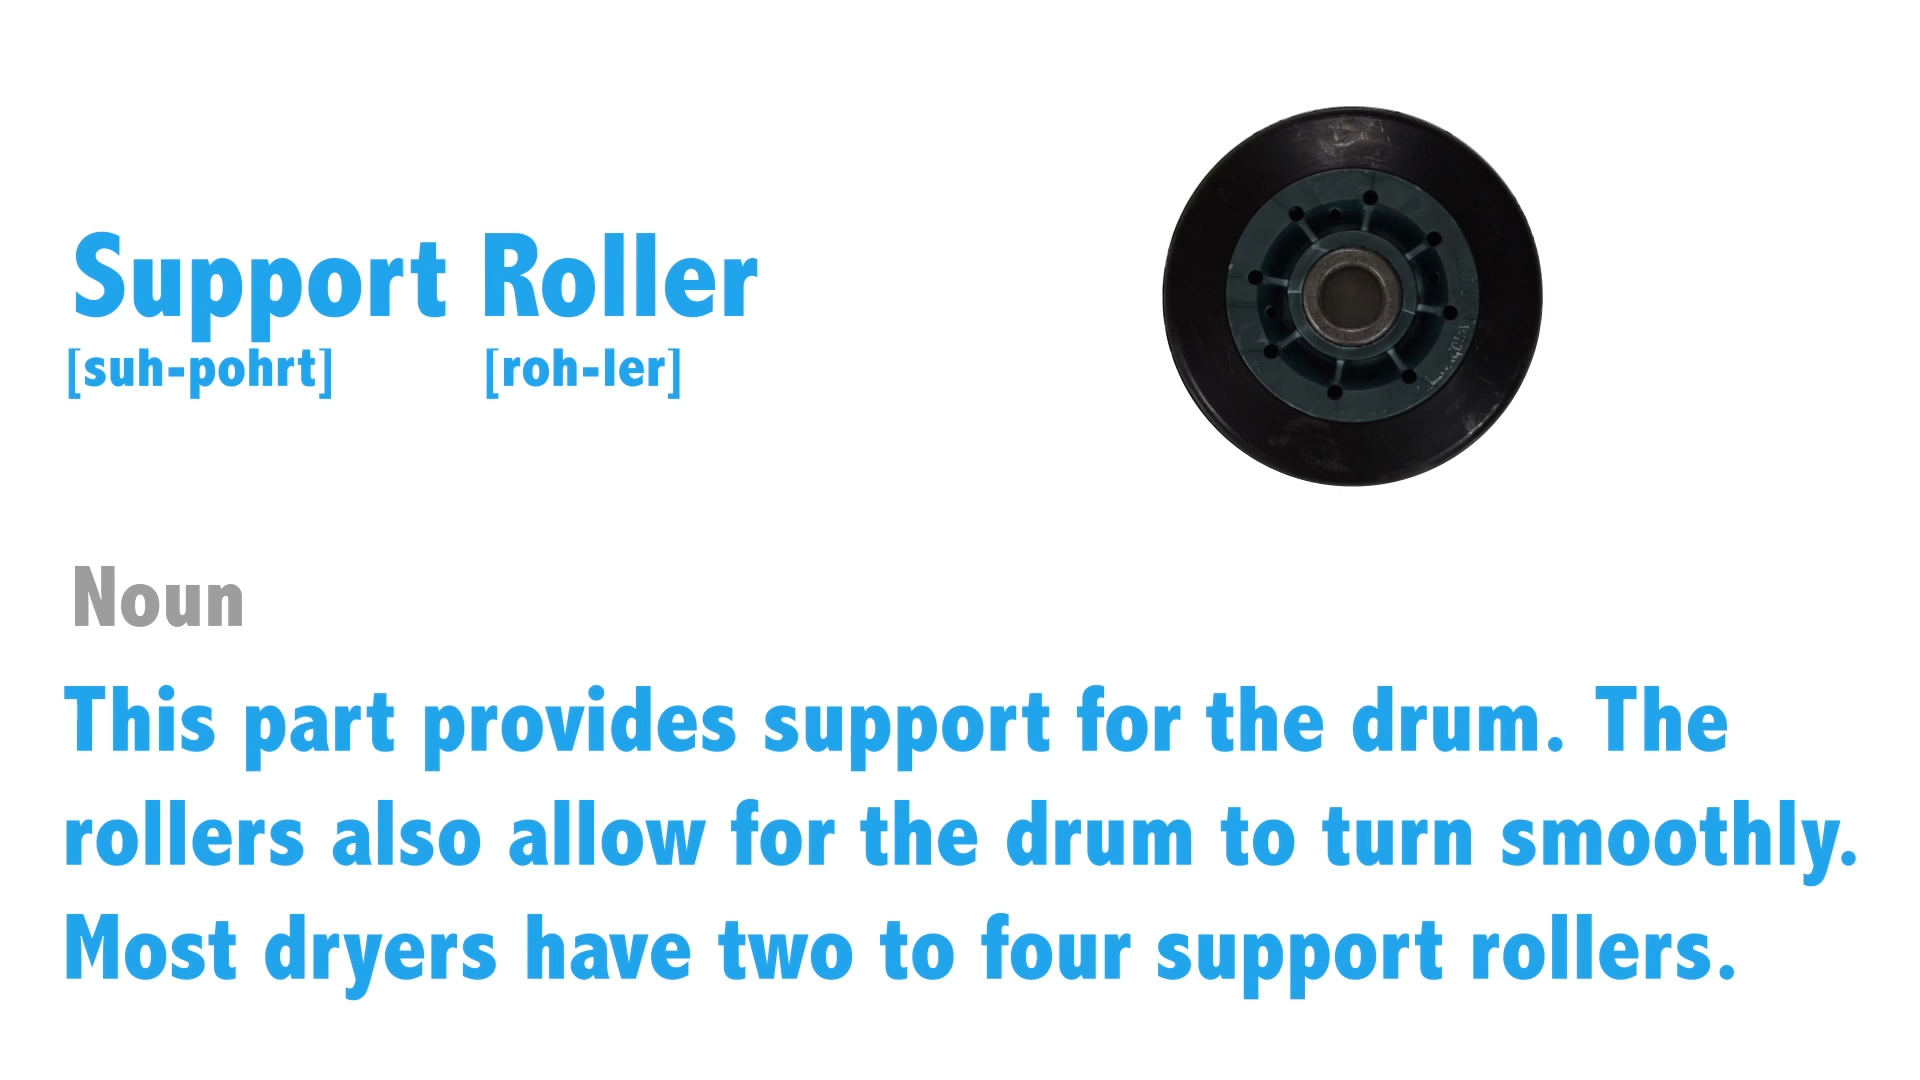 Support Roller
[suh-pohrt] [roh-ler]
Noun
This part provides support for the drum. The
rollers also allow for the drum to turn smoothly.
Most dryers have two to four support rollers.